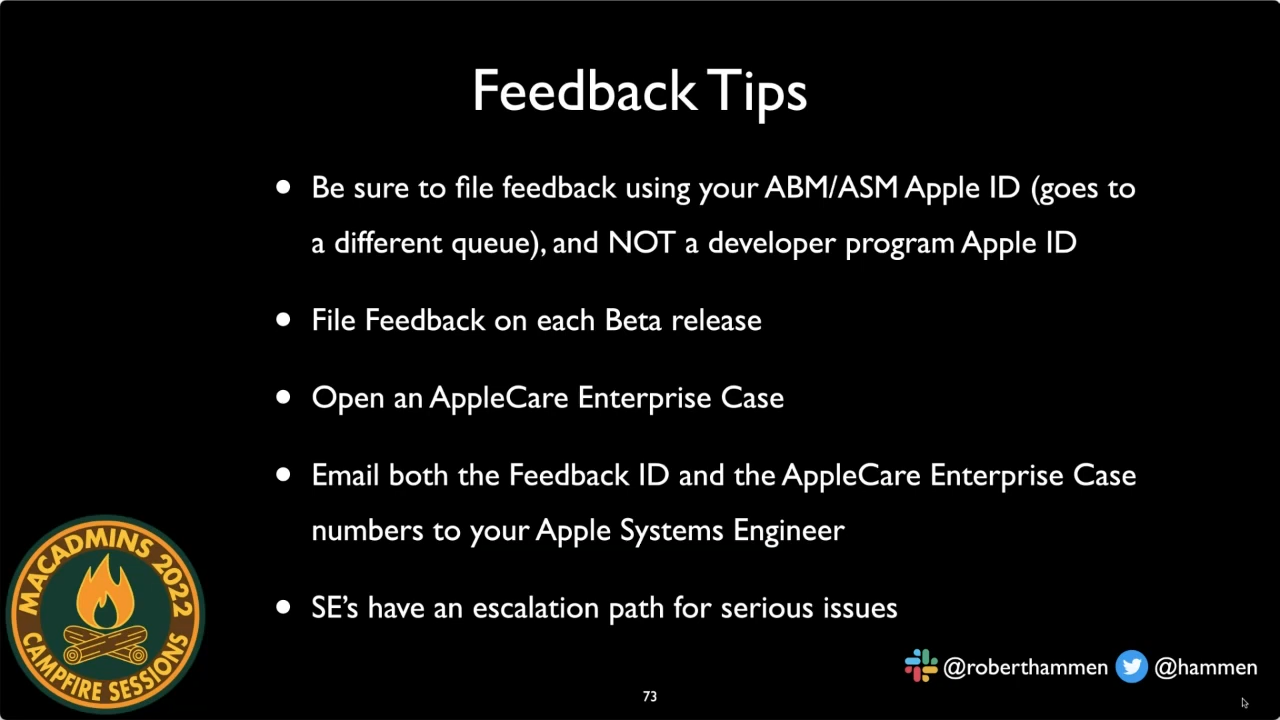 Feedback Tips
• Be sure to file feedback using your ABM/ASM Apple ID (goes to
a different queue), and NOT a developer program Apple ID
• File Feedback on each Beta release
• Open an AppleCare Enterprise Case
• Email both the Feedback ID and the AppleCare Enterprise Case
numbers to your Apple Systems Engineer
• SE's have an escalation path for serious issues
MACADMINS 2022
CAMPFIRE SESSIONS
@roberthammen @hammen
73